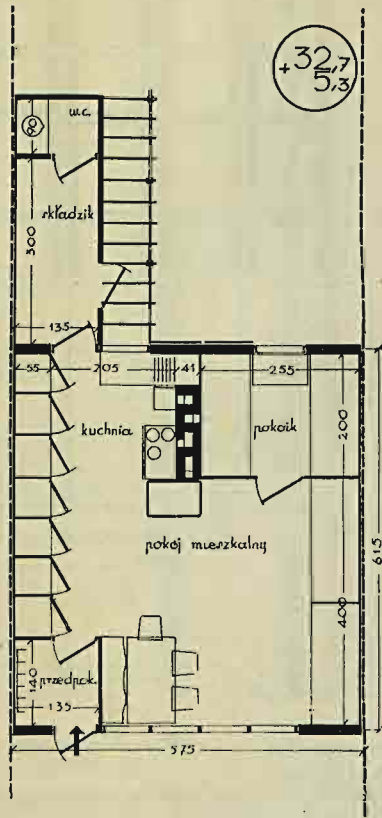 +32,7
5,3
w.c.
90
składzik
300
135
55 205 41 255
kuchnia
pokoik
200
pokój mieszkalny
615
400
140
przedpok.
135
575